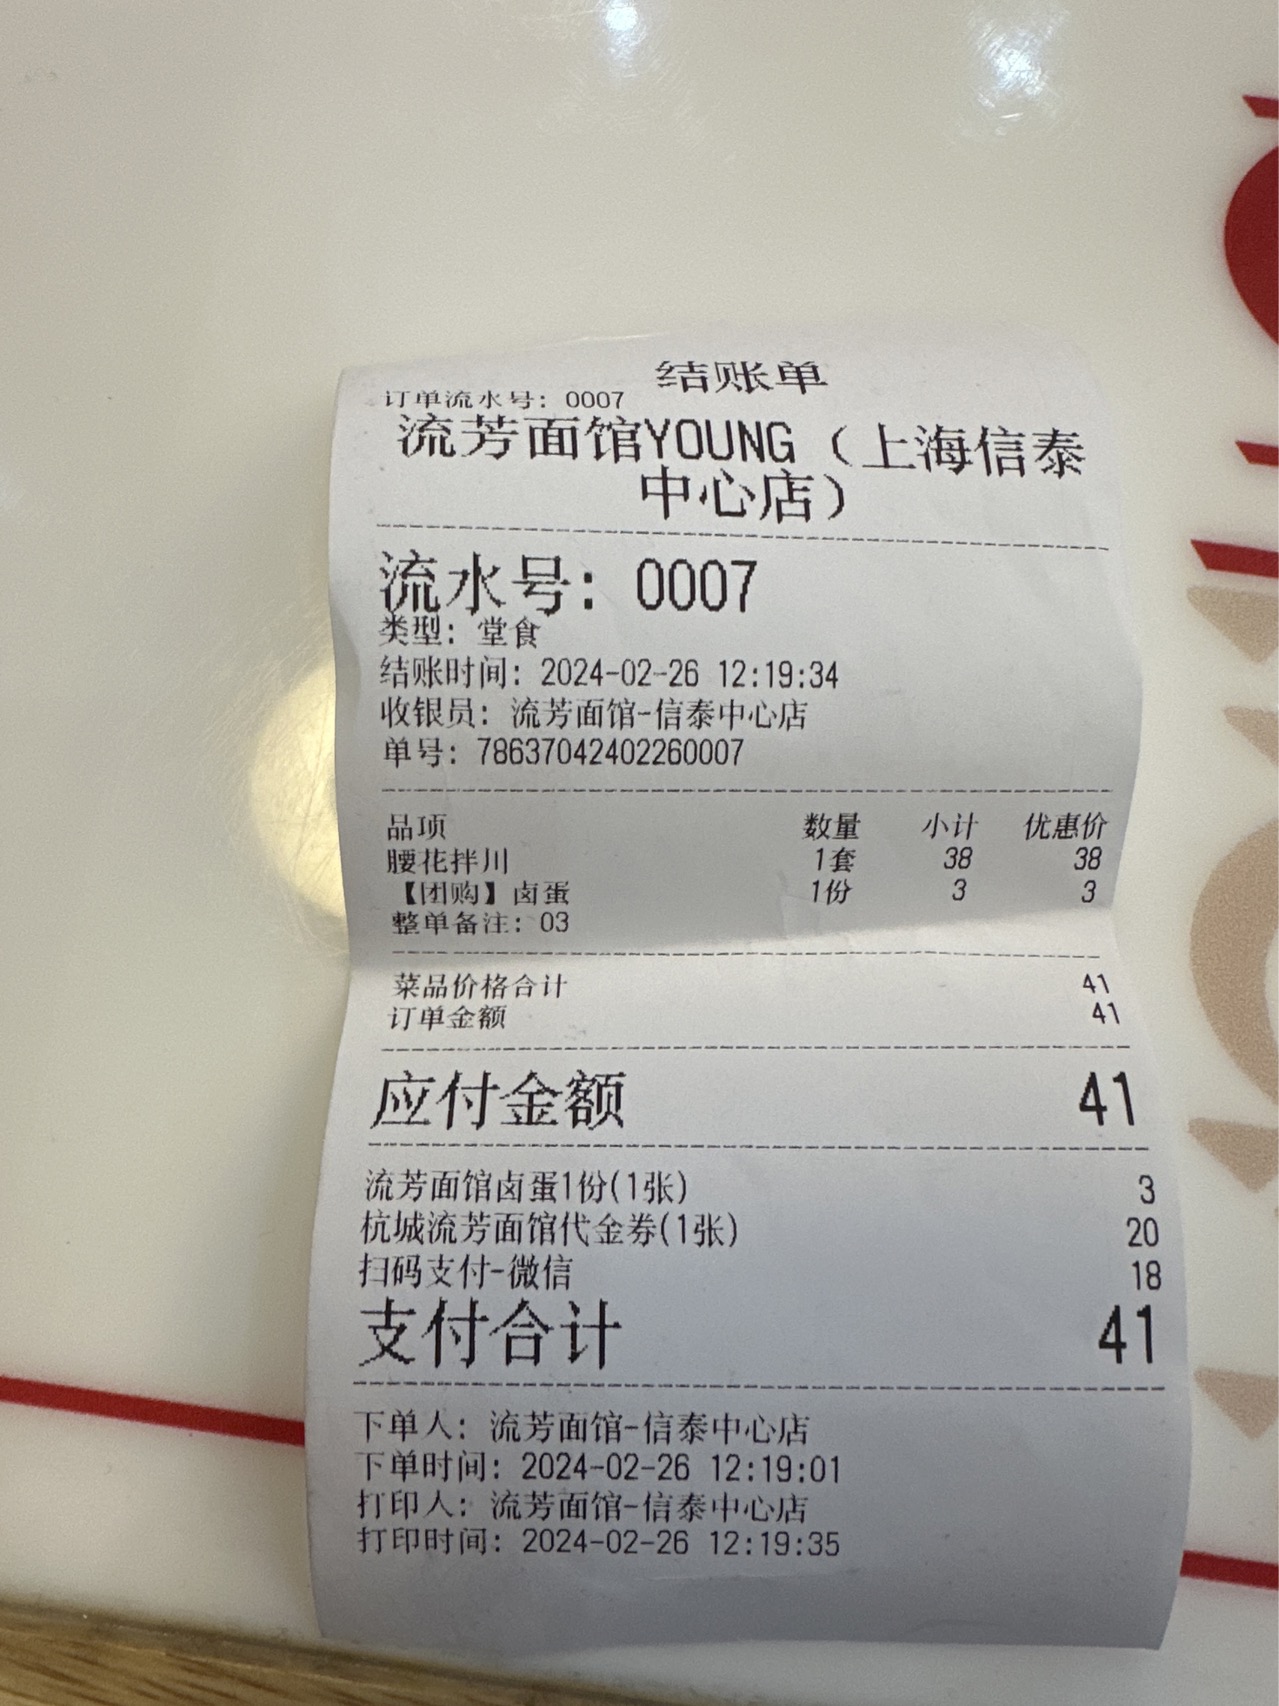 结账单
订单流水号: 0007
流芳面馆YOUNG（上海信泰
中心店）
流水号: 0007
类型: 堂食
结账时间: 2024-02-26 12:19:34
收银员: 流芳面馆-信泰中心店
单号: 78637042402260007
品项 数量 小计 优惠价
腰花拌川 1套 38 38
【团购】卤蛋 1份 3 3
整单备注: 03
菜品价格合计 41
订单金额 41
应付金额 41
流芳面馆卤蛋1份(1张) 3
杭城流芳面馆代金券(1张) 20
扫码支付-微信 18
支付合计 41
下单人: 流芳面馆-信泰中心店
下单时间: 2024-02-26 12:19:01
打印人: 流芳面馆-信泰中心店
打印时间: 2024-02-26 12:19:35